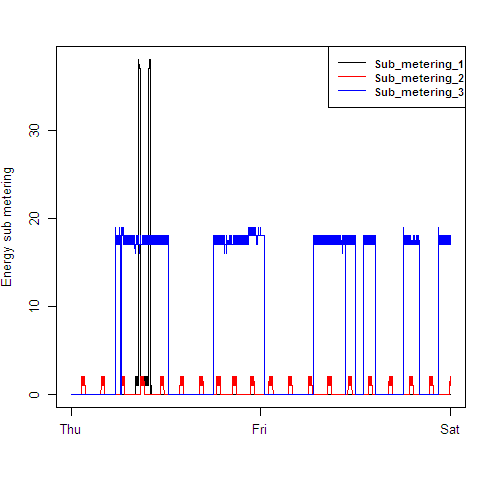 Sub_metering_1
Sub_metering_2
Sub_metering_3
Energy sub metering
30
20
10
0
Thu
Fri
Sat